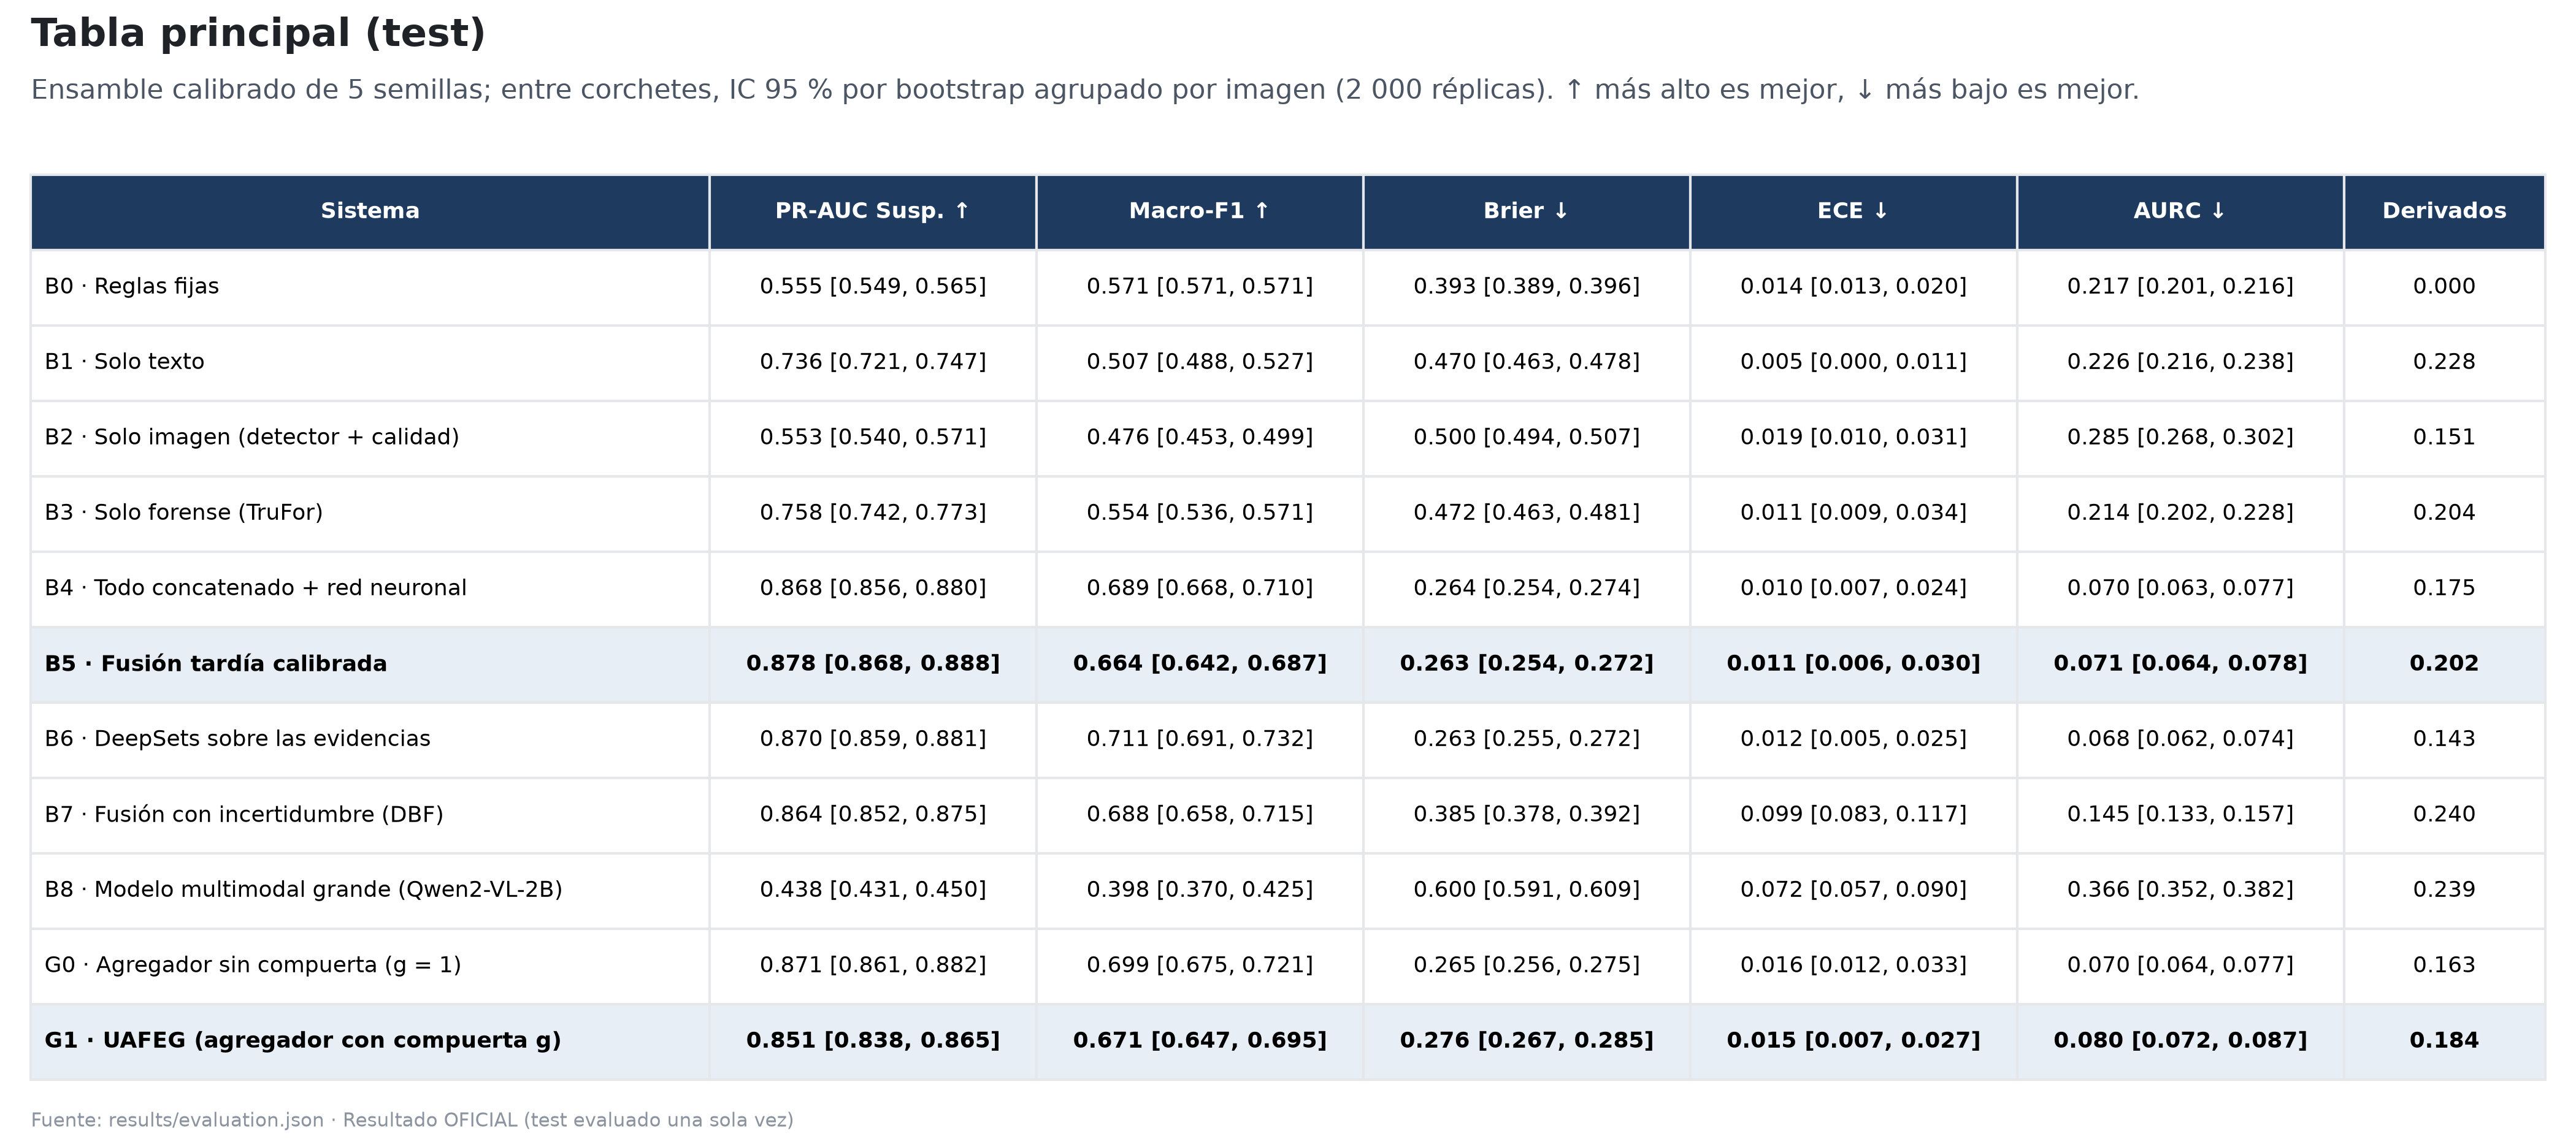 Tabla principal (test)
Ensamble calibrado de 5 semillas; entre corchetes, IC 95 % por bootstrap agrupado por imagen (2 000 réplicas). ↑ más alto es mejor, ↓ más bajo es mejor.
Sistema PR-AUC Susp. ↑ Macro-F1 ↑ Brier ↓ ECE ↓ AURC ↓ Derivados
B0 · Reglas fijas 0.555 [0.549, 0.565] 0.571 [0.571, 0.571] 0.393 [0.389, 0.396] 0.014 [0.013, 0.020] 0.217 [0.201, 0.216] 0.000
B1 · Solo texto 0.736 [0.721, 0.747] 0.507 [0.488, 0.527] 0.470 [0.463, 0.478] 0.005 [0.000, 0.011] 0.226 [0.216, 0.238] 0.228
B2 · Solo imagen (detector + calidad) 0.553 [0.540, 0.571] 0.476 [0.453, 0.499] 0.500 [0.494, 0.507] 0.019 [0.010, 0.031] 0.285 [0.268, 0.302] 0.151
B3 · Solo forense (TruFor) 0.758 [0.742, 0.773] 0.554 [0.536, 0.571] 0.472 [0.463, 0.481] 0.011 [0.009, 0.034] 0.214 [0.202, 0.228] 0.204
B4 · Todo concatenado + red neuronal 0.868 [0.856, 0.880] 0.689 [0.668, 0.710] 0.264 [0.254, 0.274] 0.010 [0.007, 0.024] 0.070 [0.063, 0.077] 0.175
B5 · Fusión tardía calibrada 0.878 [0.868, 0.888] 0.664 [0.642, 0.687] 0.263 [0.254, 0.272] 0.011 [0.006, 0.030] 0.071 [0.064, 0.078] 0.202
B6 · DeepSets sobre las evidencias 0.870 [0.859, 0.881] 0.711 [0.691, 0.732] 0.263 [0.255, 0.272] 0.012 [0.005, 0.025] 0.068 [0.062, 0.074] 0.143
B7 · Fusión con incertidumbre (DBF) 0.864 [0.852, 0.875] 0.688 [0.658, 0.715] 0.385 [0.378, 0.392] 0.099 [0.083, 0.117] 0.145 [0.133, 0.157] 0.240
B8 · Modelo multimodal grande (Qwen2-VL-2B) 0.438 [0.431, 0.450] 0.398 [0.370, 0.425] 0.600 [0.591, 0.609] 0.072 [0.057, 0.090] 0.366 [0.352, 0.382] 0.239
G0 · Agregador sin compuerta (g = 1) 0.871 [0.861, 0.882] 0.699 [0.675, 0.721] 0.265 [0.256, 0.275] 0.016 [0.012, 0.033] 0.070 [0.064, 0.077] 0.163
G1 · UAFEG (agregador con compuerta g) 0.851 [0.838, 0.865] 0.671 [0.647, 0.695] 0.276 [0.267, 0.285] 0.015 [0.007, 0.027] 0.080 [0.072, 0.087] 0.184
Fuente: results/evaluation.json · Resultado OFICIAL (test evaluado una sola vez)